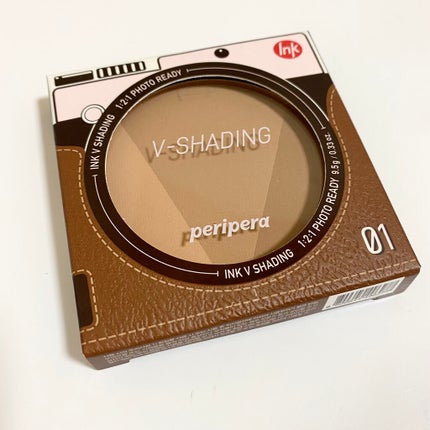 Ink
INK V SHADING 1:2:1 PHOTO READY
V-SHADING
peripera
INK V SHADING 1:2:1 PHOTO READY 9.5g / 0.33 oz.
01